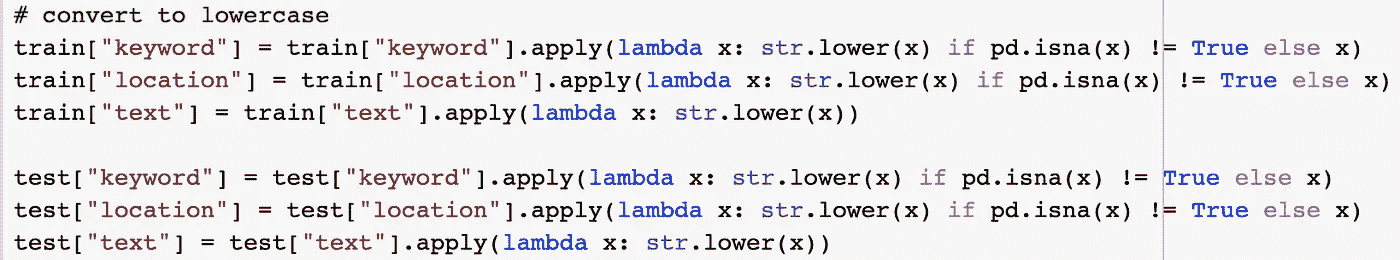 # convert to lowercase
train["keyword"] = train["keyword"].apply(lambda x: str.lower(x) if pd.isna(x) != True else x)
train["location"] = train["location"].apply(lambda x: str.lower(x) if pd.isna(x) != True else x)
train["text"] = train["text"].apply(lambda x: str.lower(x))
test["keyword"] = test["keyword"].apply(lambda x: str.lower(x) if pd.isna(x) != True else x)
test["location"] = test["location"].apply(lambda x: str.lower(x) if pd.isna(x) != True else x)
test["text"] = test["text"].apply(lambda x: str.lower(x))